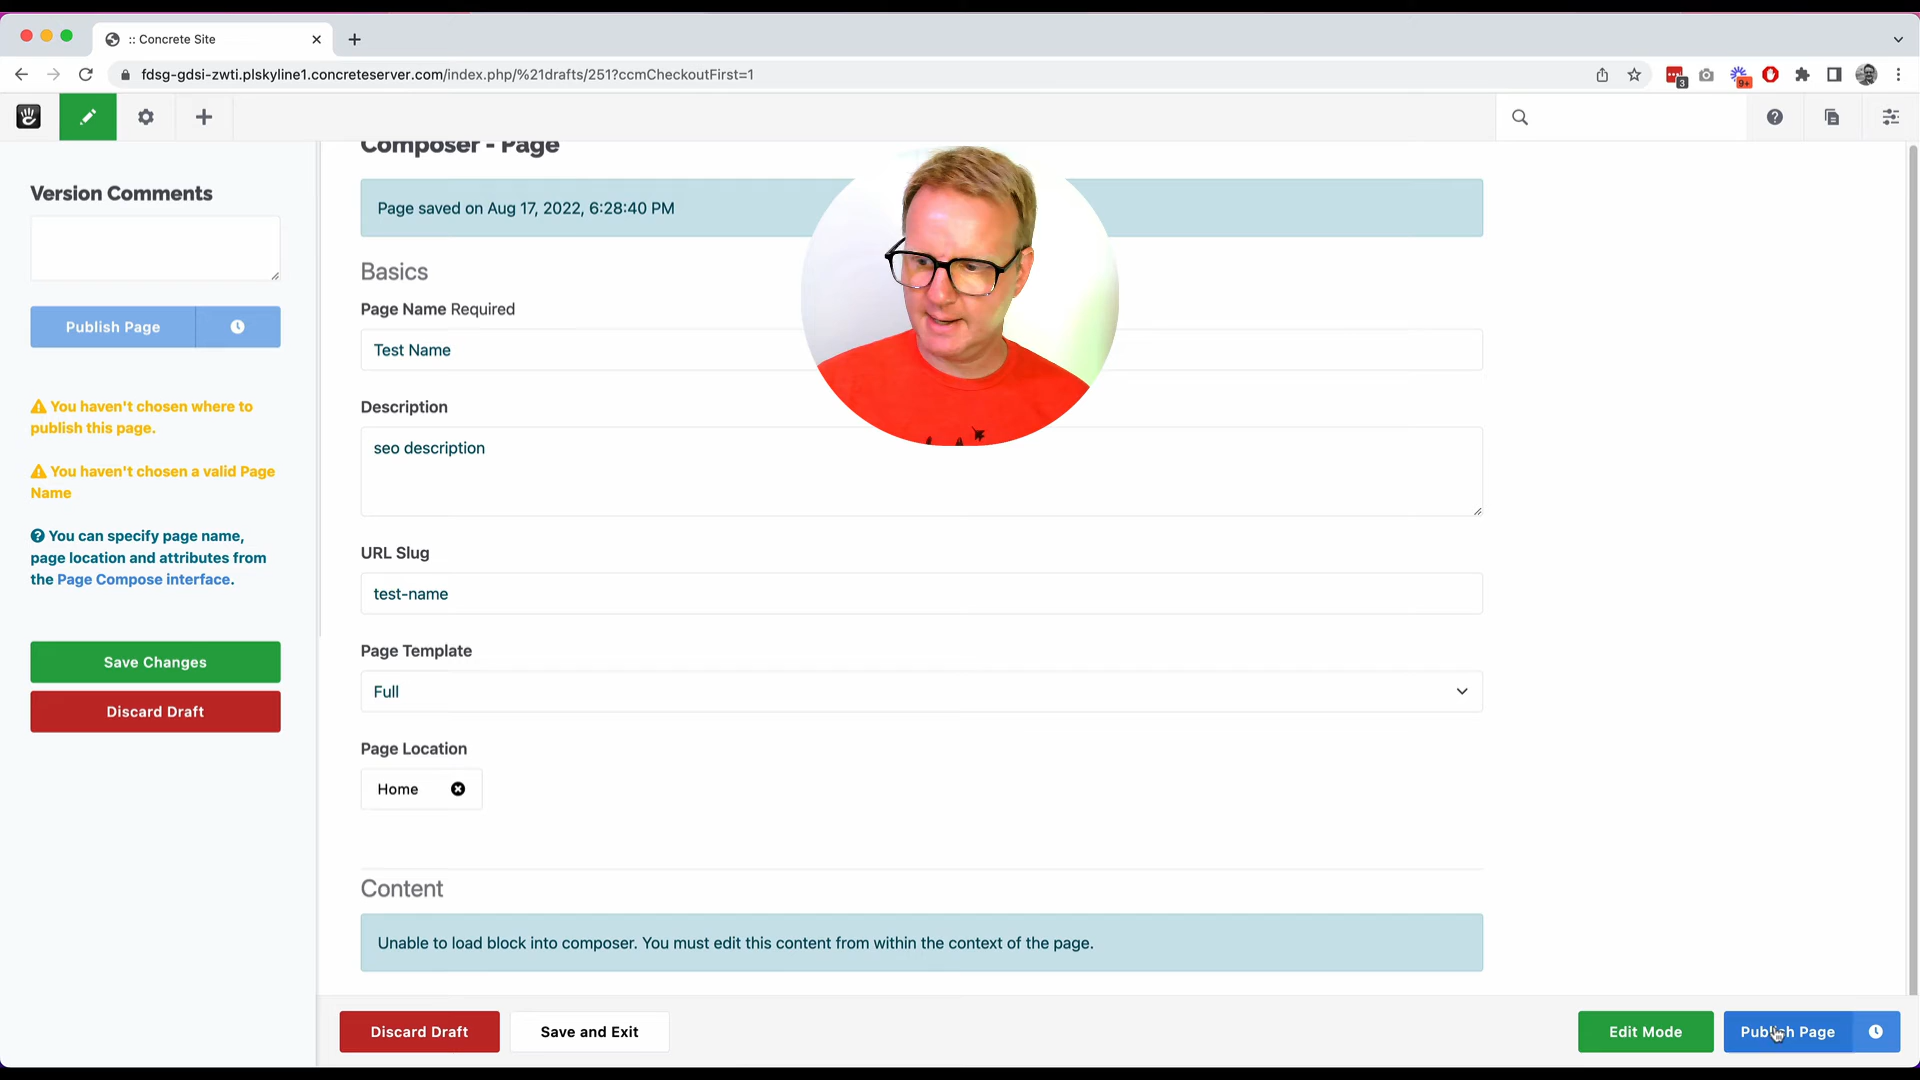 :: Concrete Site
fdsg-gdsi-zwti.plskyline1.concreteserver.com/index.php/%21drafts/251?ccmCheckoutFirst=1
3
9+
Version Comments
Publish Page
You haven't chosen where to
publish this page.
You haven't chosen a valid Page
Name
You can specify page name,
page location and attributes from
the Page Compose interface.
Save Changes
Discard Draft
Composer - Page
Page saved on Aug 17, 2022, 6:28:40 PM
Basics
Page Name Required
Test Name
Description
seo description
URL Slug
test-name
Page Template
Full
Page Location
Home
Content
Unable to load block into composer. You must edit this content from within the context of the page.
Discard Draft
Save and Exit
Edit Mode
Publish Page